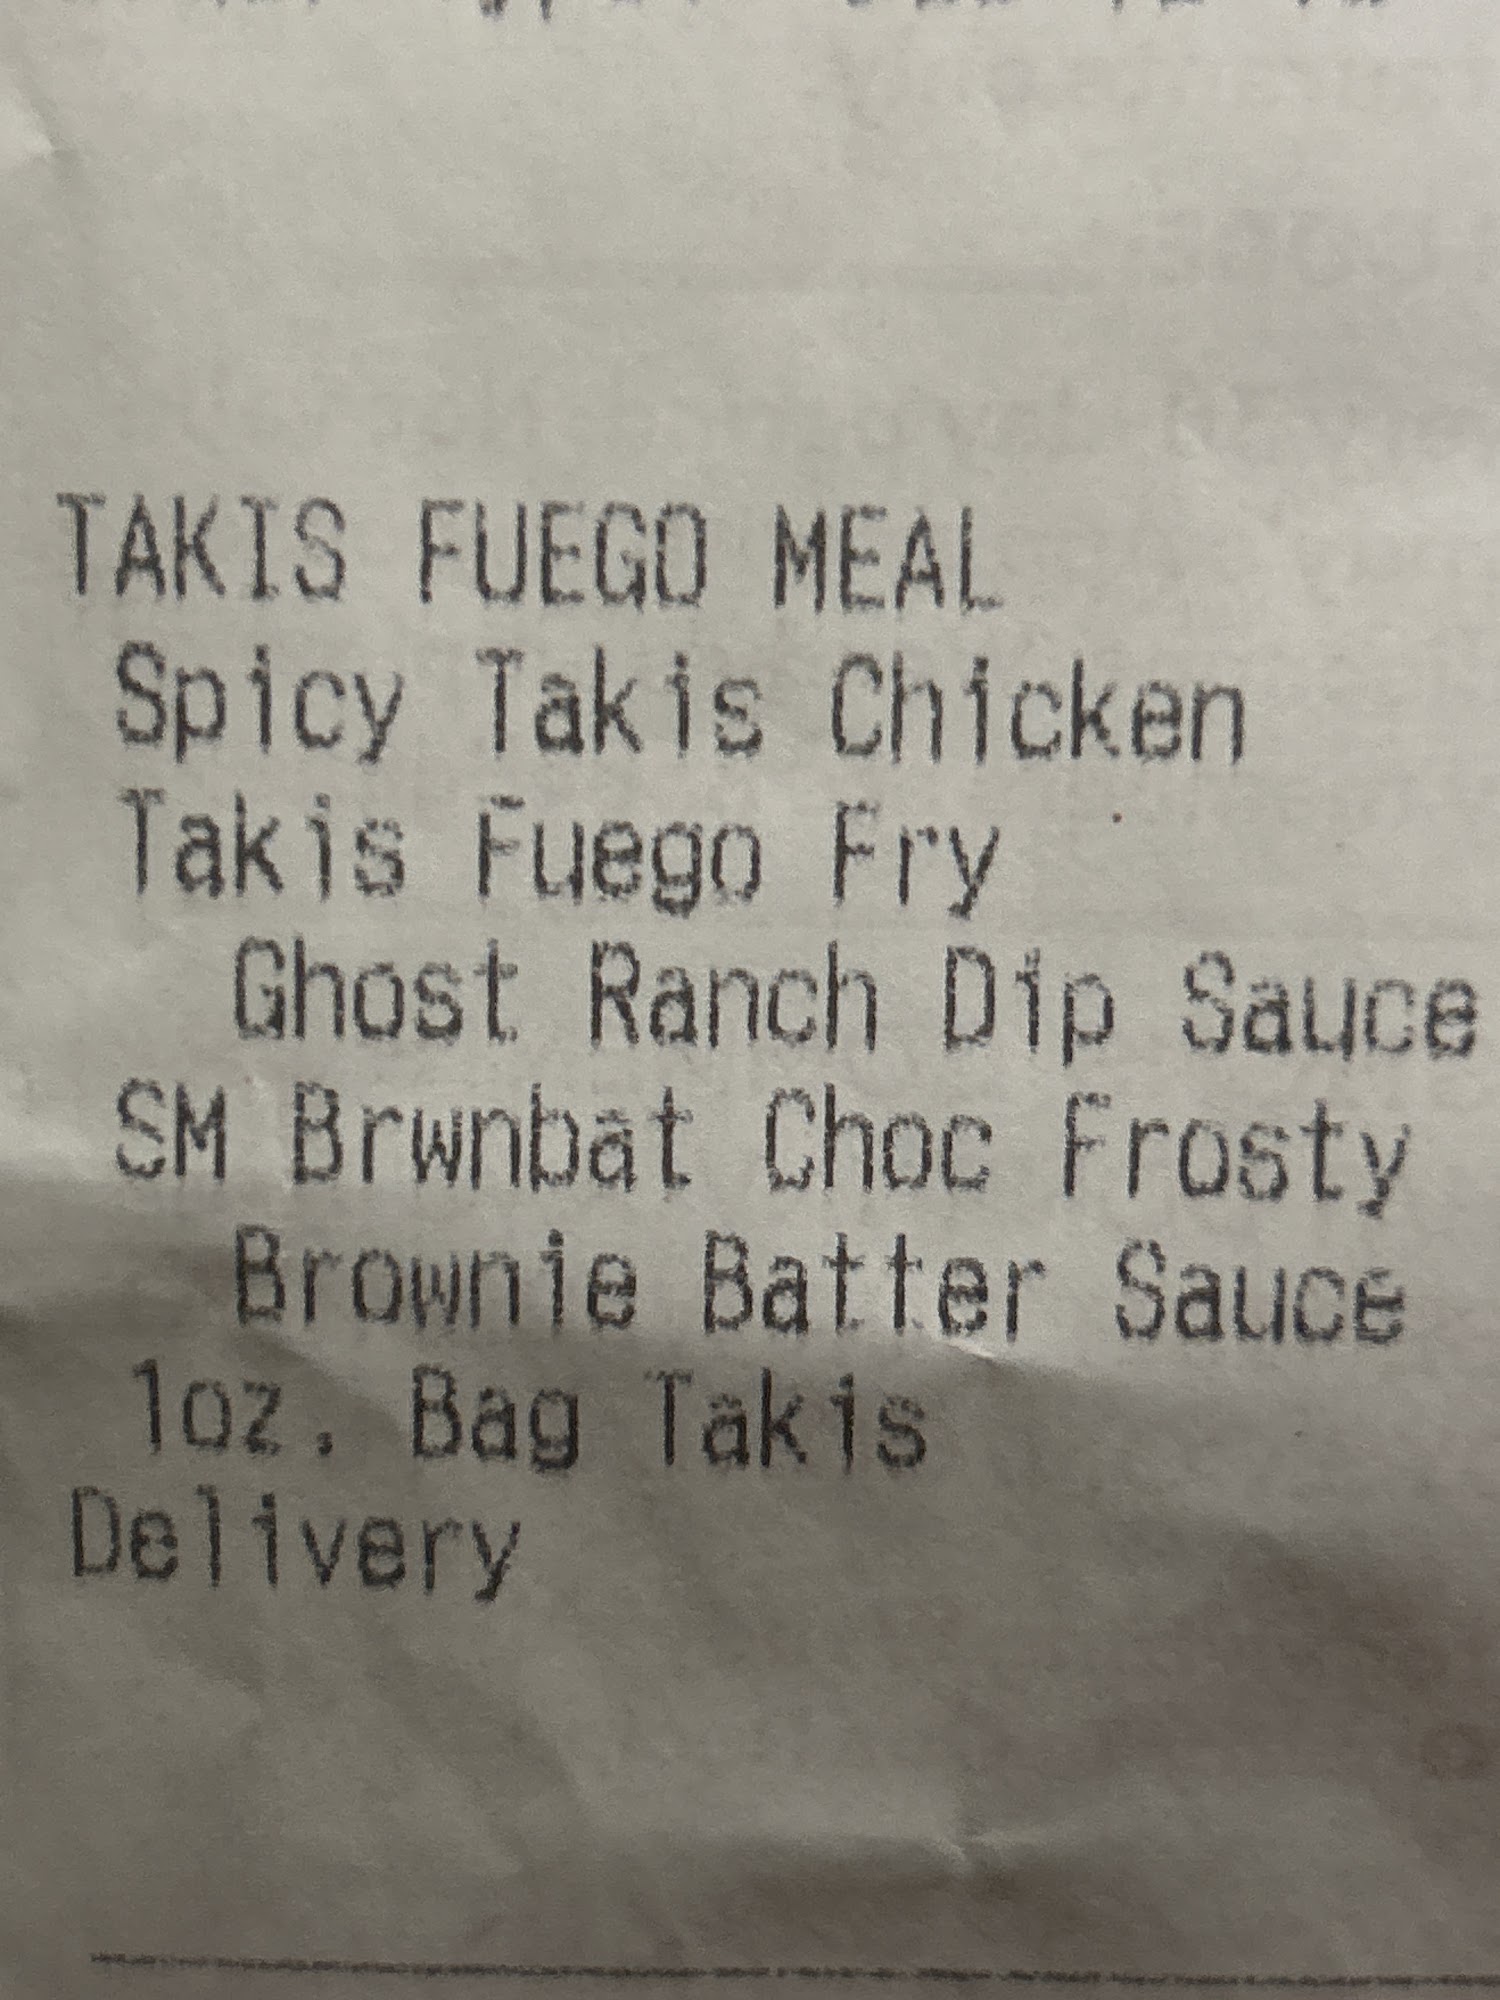 TAKIS FUEGO MEAL
Spicy Takis Chicken
Takis Fuego Fry
Ghost Ranch Dip Sauce
SM Brwnbat Choc Frosty
Brownie Batter Sauce
1oz. Bag Takis
Delivery